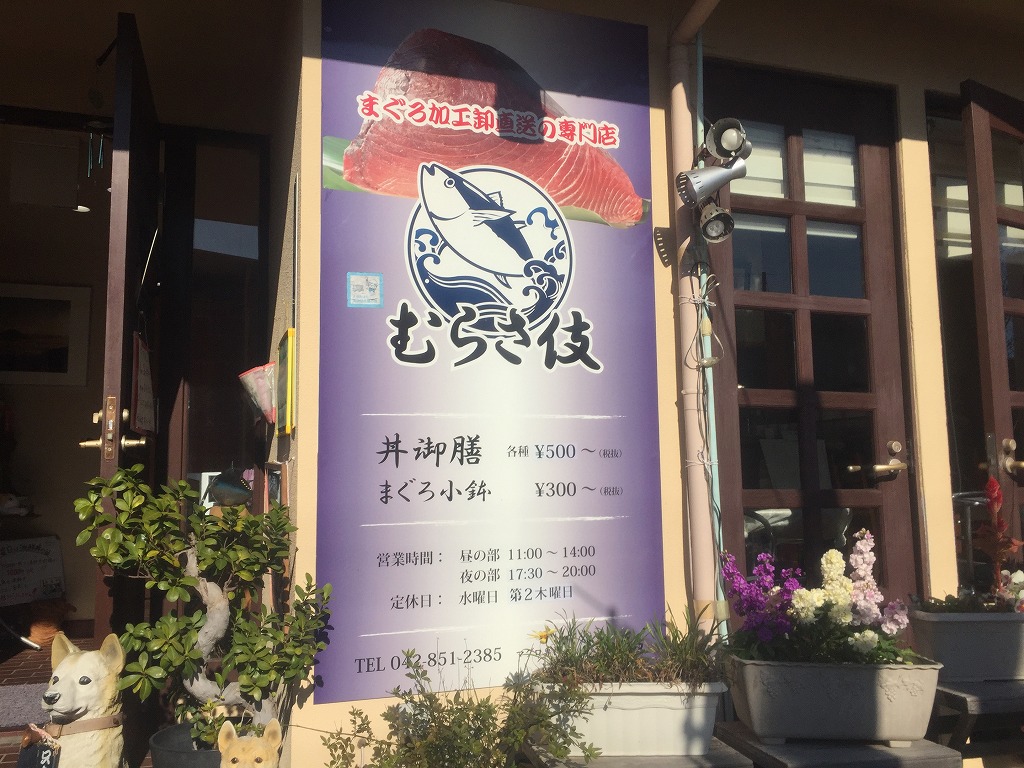 まぐろ加工卸直送の専門店
むらさ伎
丼御膳 各種 ¥500～(税抜)
まぐろ小鉢 ¥300～(税抜)
営業時間： 昼の部 11:00～14:00
夜の部 17:30～20:00
定休日： 水曜日 第2木曜日
TEL 042-851-2385